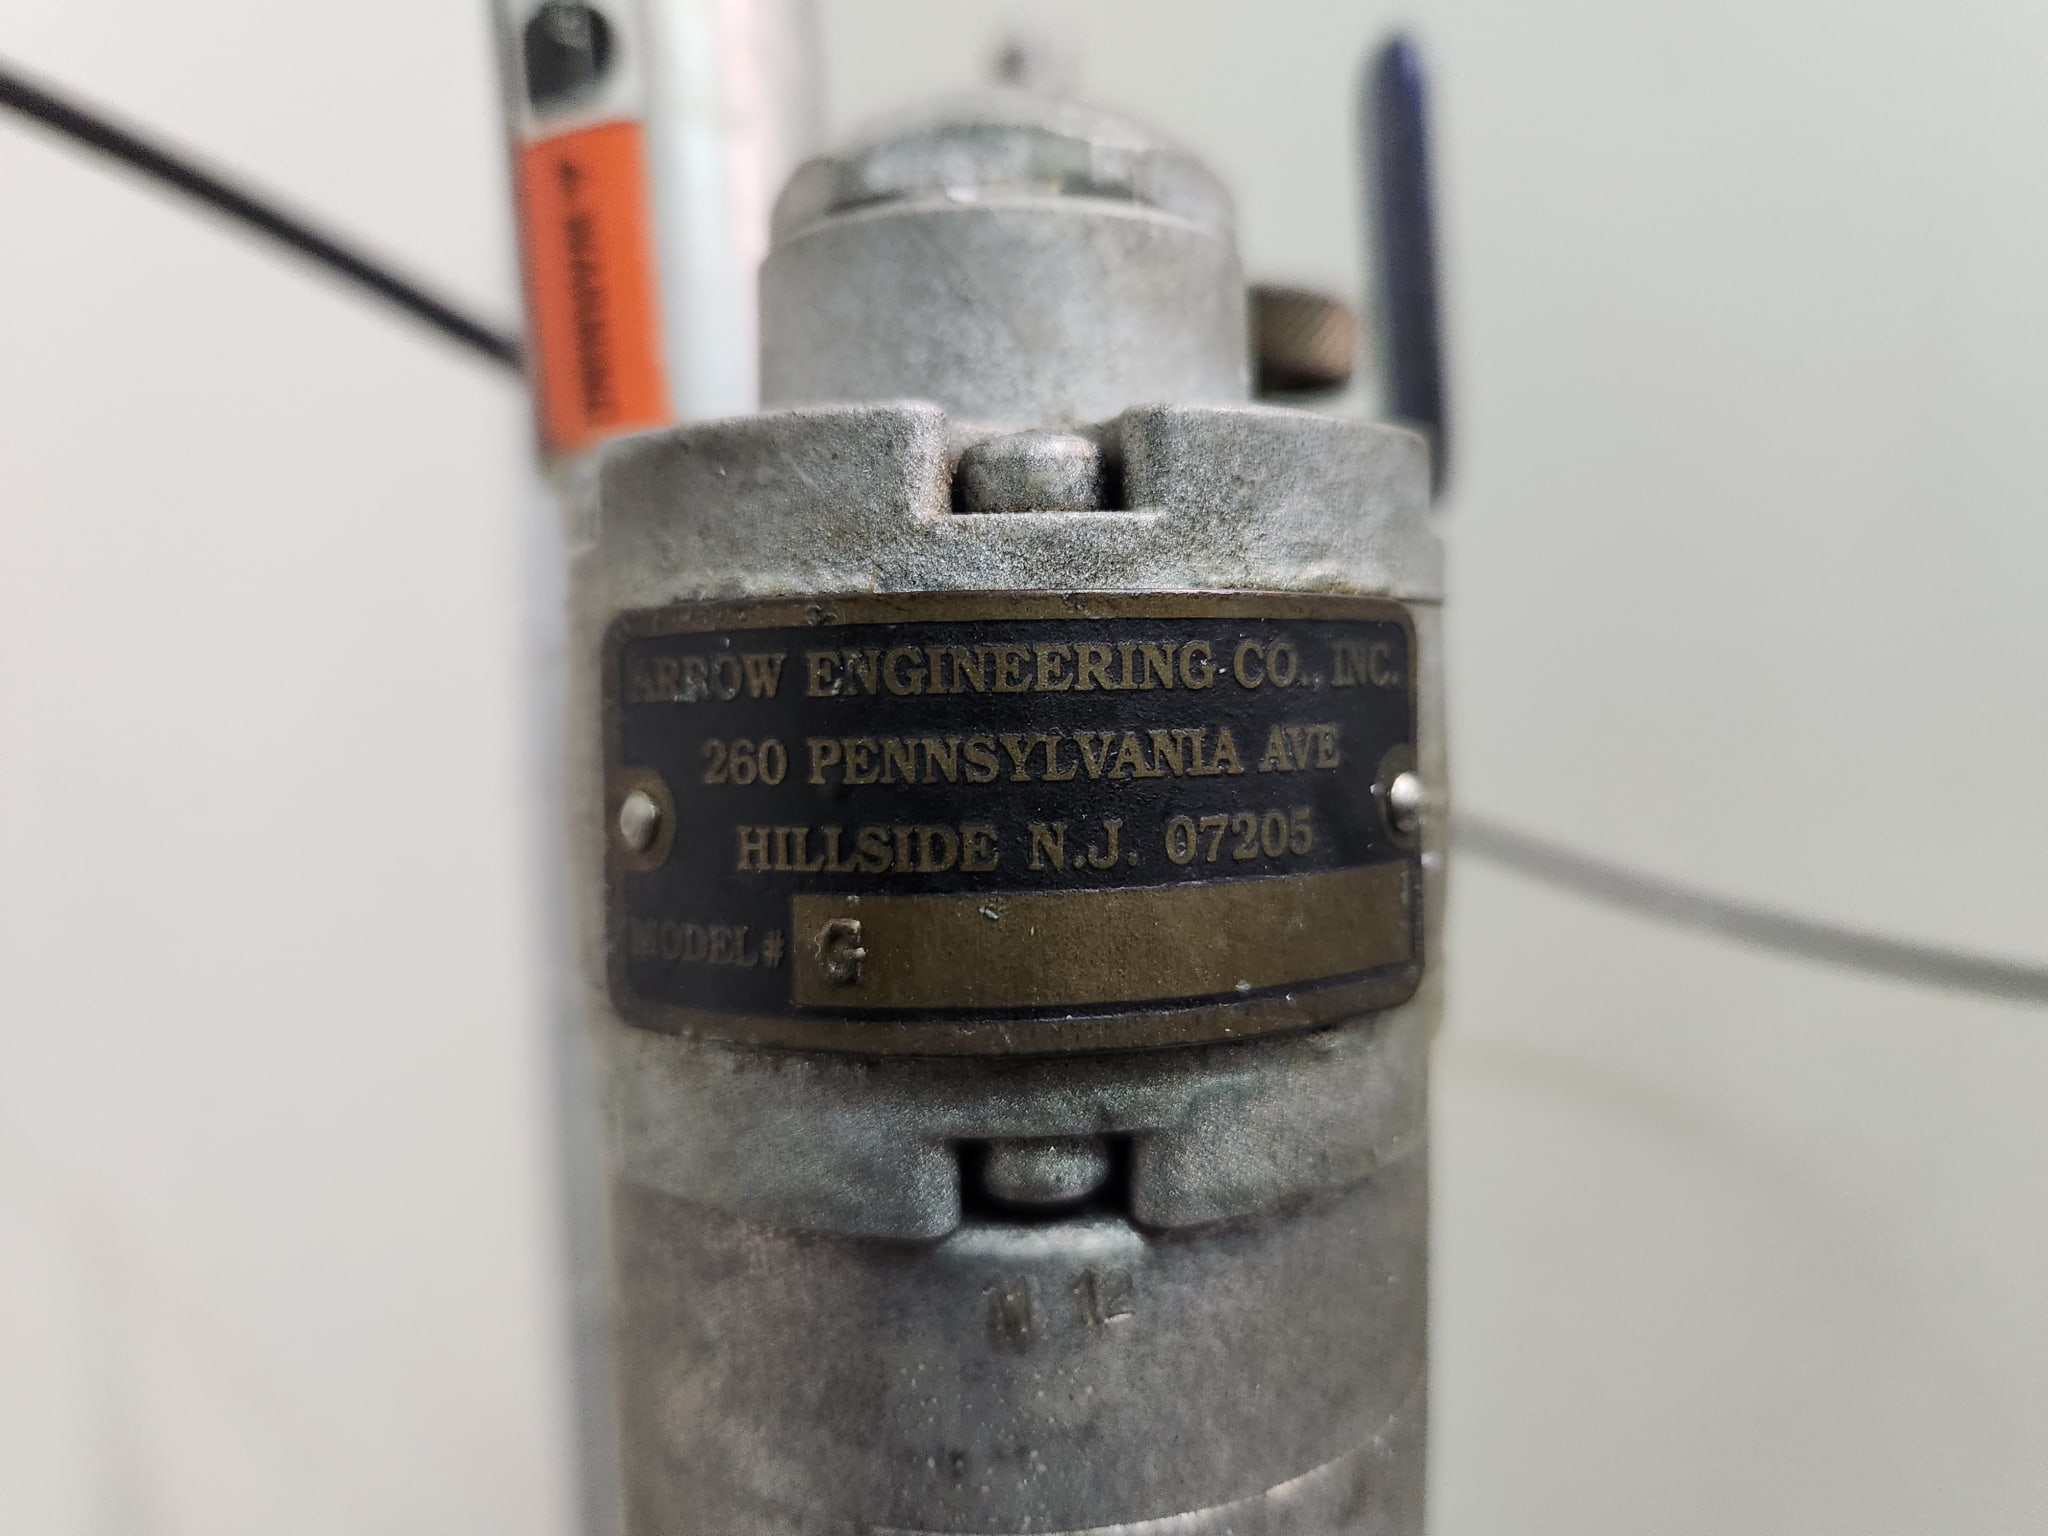 ARROW ENGINEERING CO., INC.
260 PENNSYLVANIA AVE
HILLSIDE N.J. 07205
MODEL# G
12